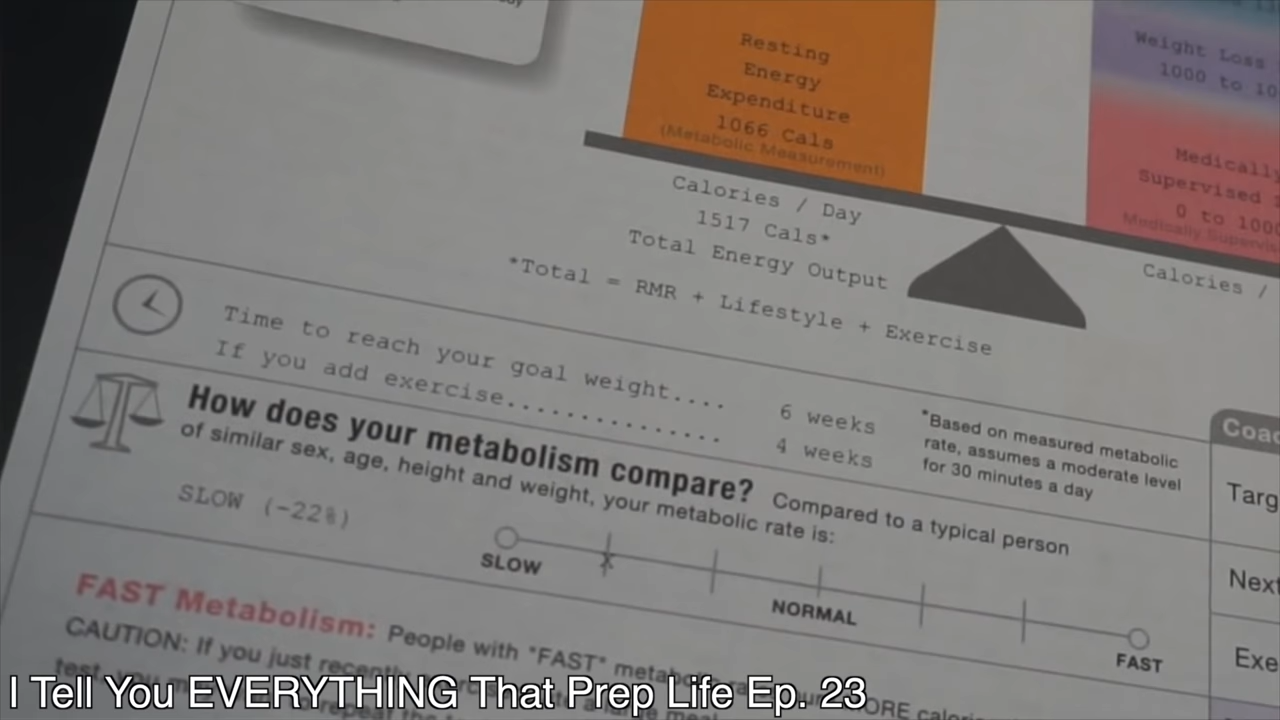 Resting
Energy
Expenditure
1066 Cals
(Metabolic Measurement)
Weight Loss
1000 to 10
Medically
Supervised
0 to 1000
Medically Supervis
Calories / Day
1517 Cals*
Total Energy Output
*Total = RMR + Lifestyle + Exercise
Calories /
Time to reach your goal weight.... 6 weeks
If you add exercise.............. 4 weeks
*Based on measured metabolic
rate, assumes a moderate level
for 30 minutes a day
Coac
Targ
Next
Exe
How does your metabolism compare? Compared to a typical person
of similar sex, age, height and weight, your metabolic rate is:
SLOW (-22%)
SLOW
NORMAL
FAST
FAST Metabolism: People with "FAST"
CAUTION: If you just recently
I Tell You EVERYTHING That Prep Life Ep. 23